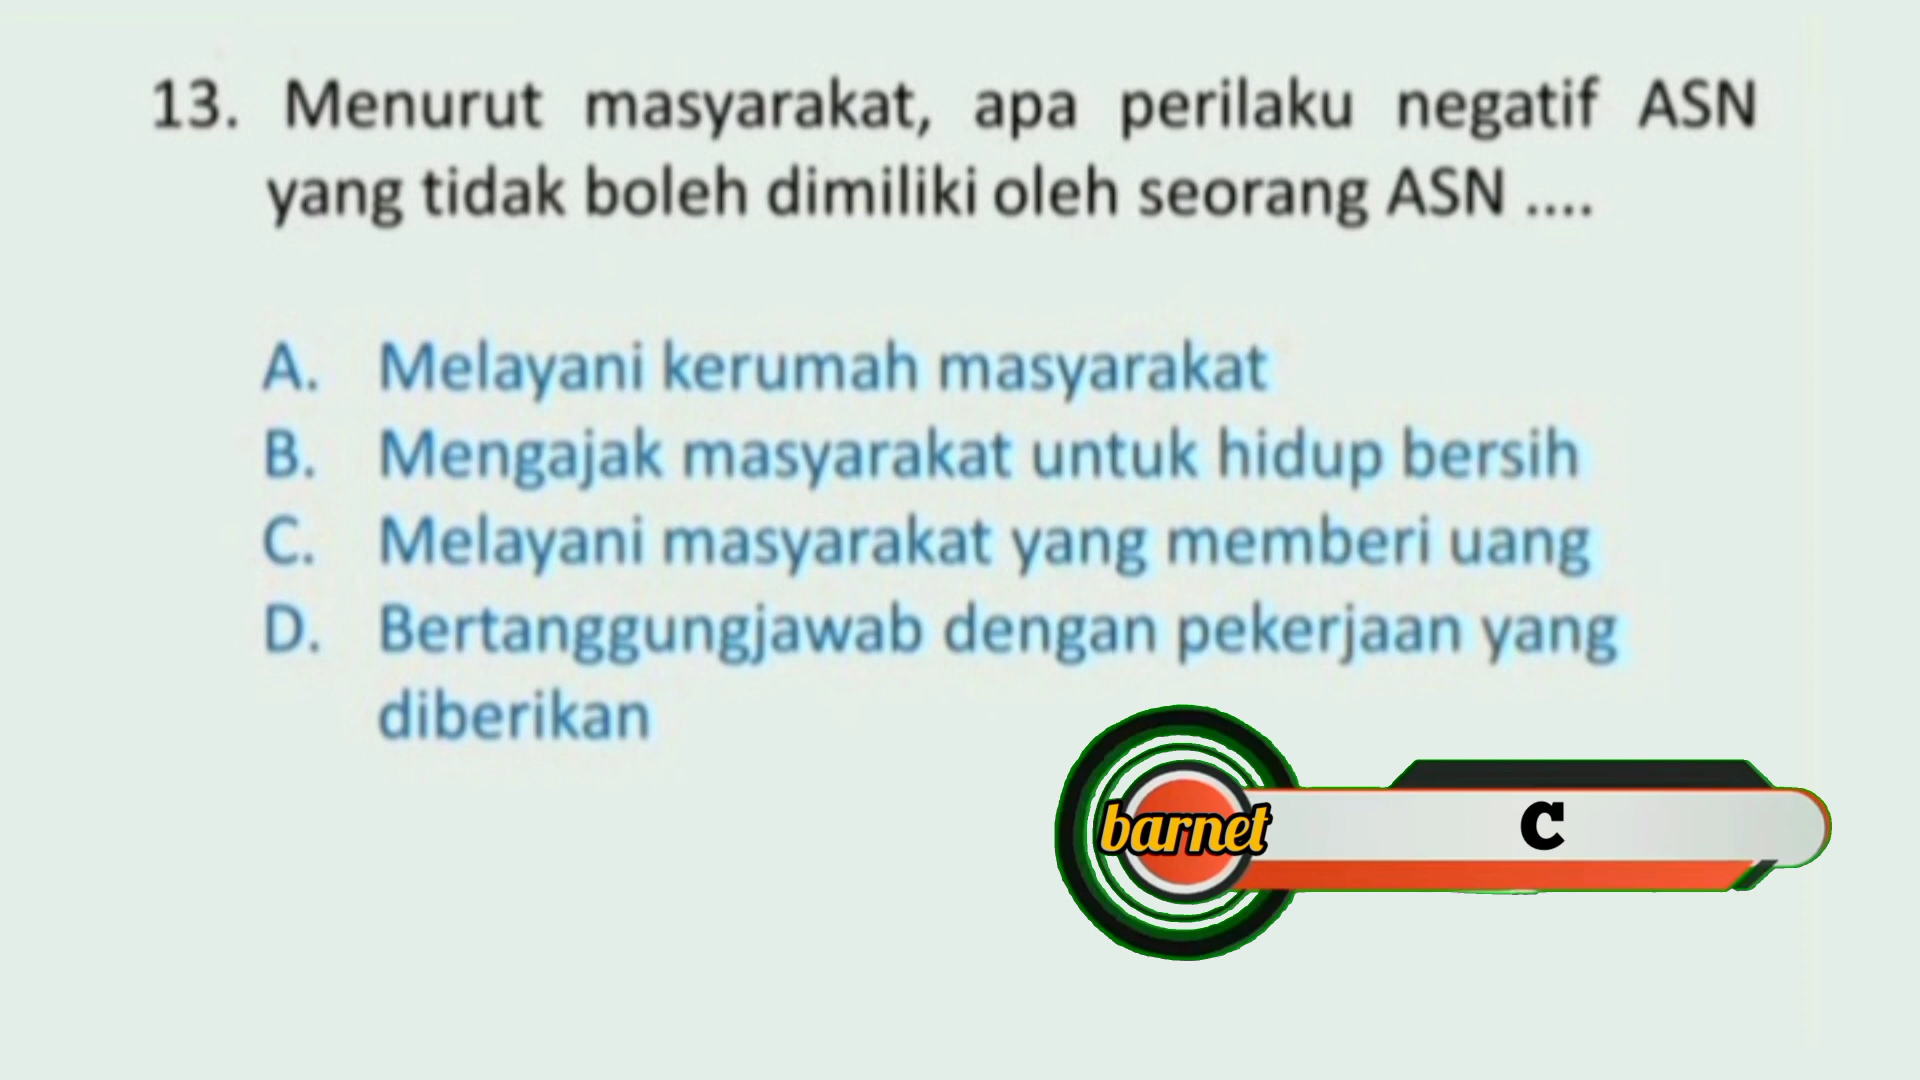 13. Menurut masyarakat, apa perilaku negatif ASN
yang tidak boleh dimiliki oleh seorang ASN ....
A. Melayani kerumah masyarakat
B. Mengajak masyarakat untuk hidup bersih
C. Melayani masyarakat yang memberi uang
D. Bertanggungjawab dengan pekerjaan yang
diberikan
barnet
C